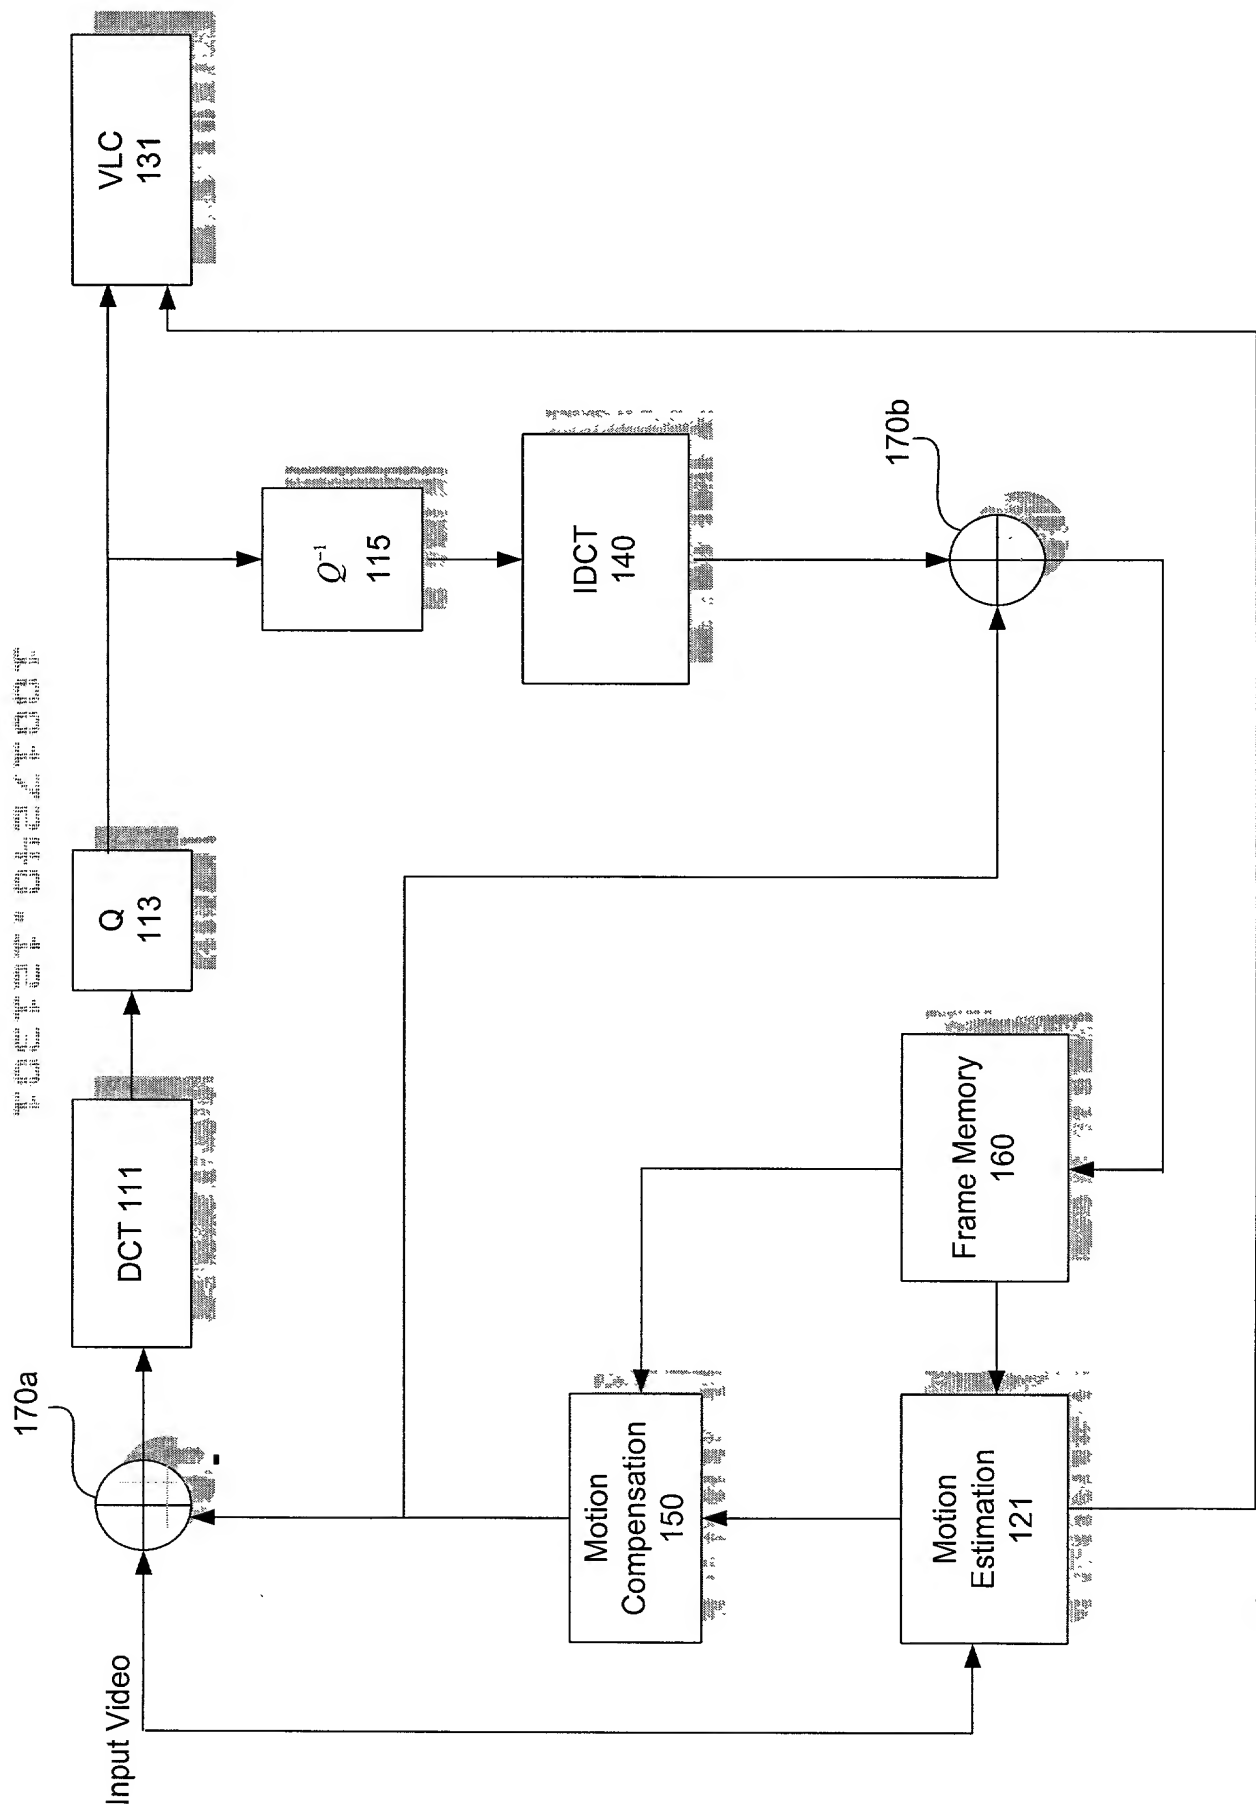 Input Video
170a
-
DCT 111
Q
113
VLC
131
Q⁻¹
115
IDCT
140
170b
Motion
Compensation
150
Frame Memory
160
Motion
Estimation
121